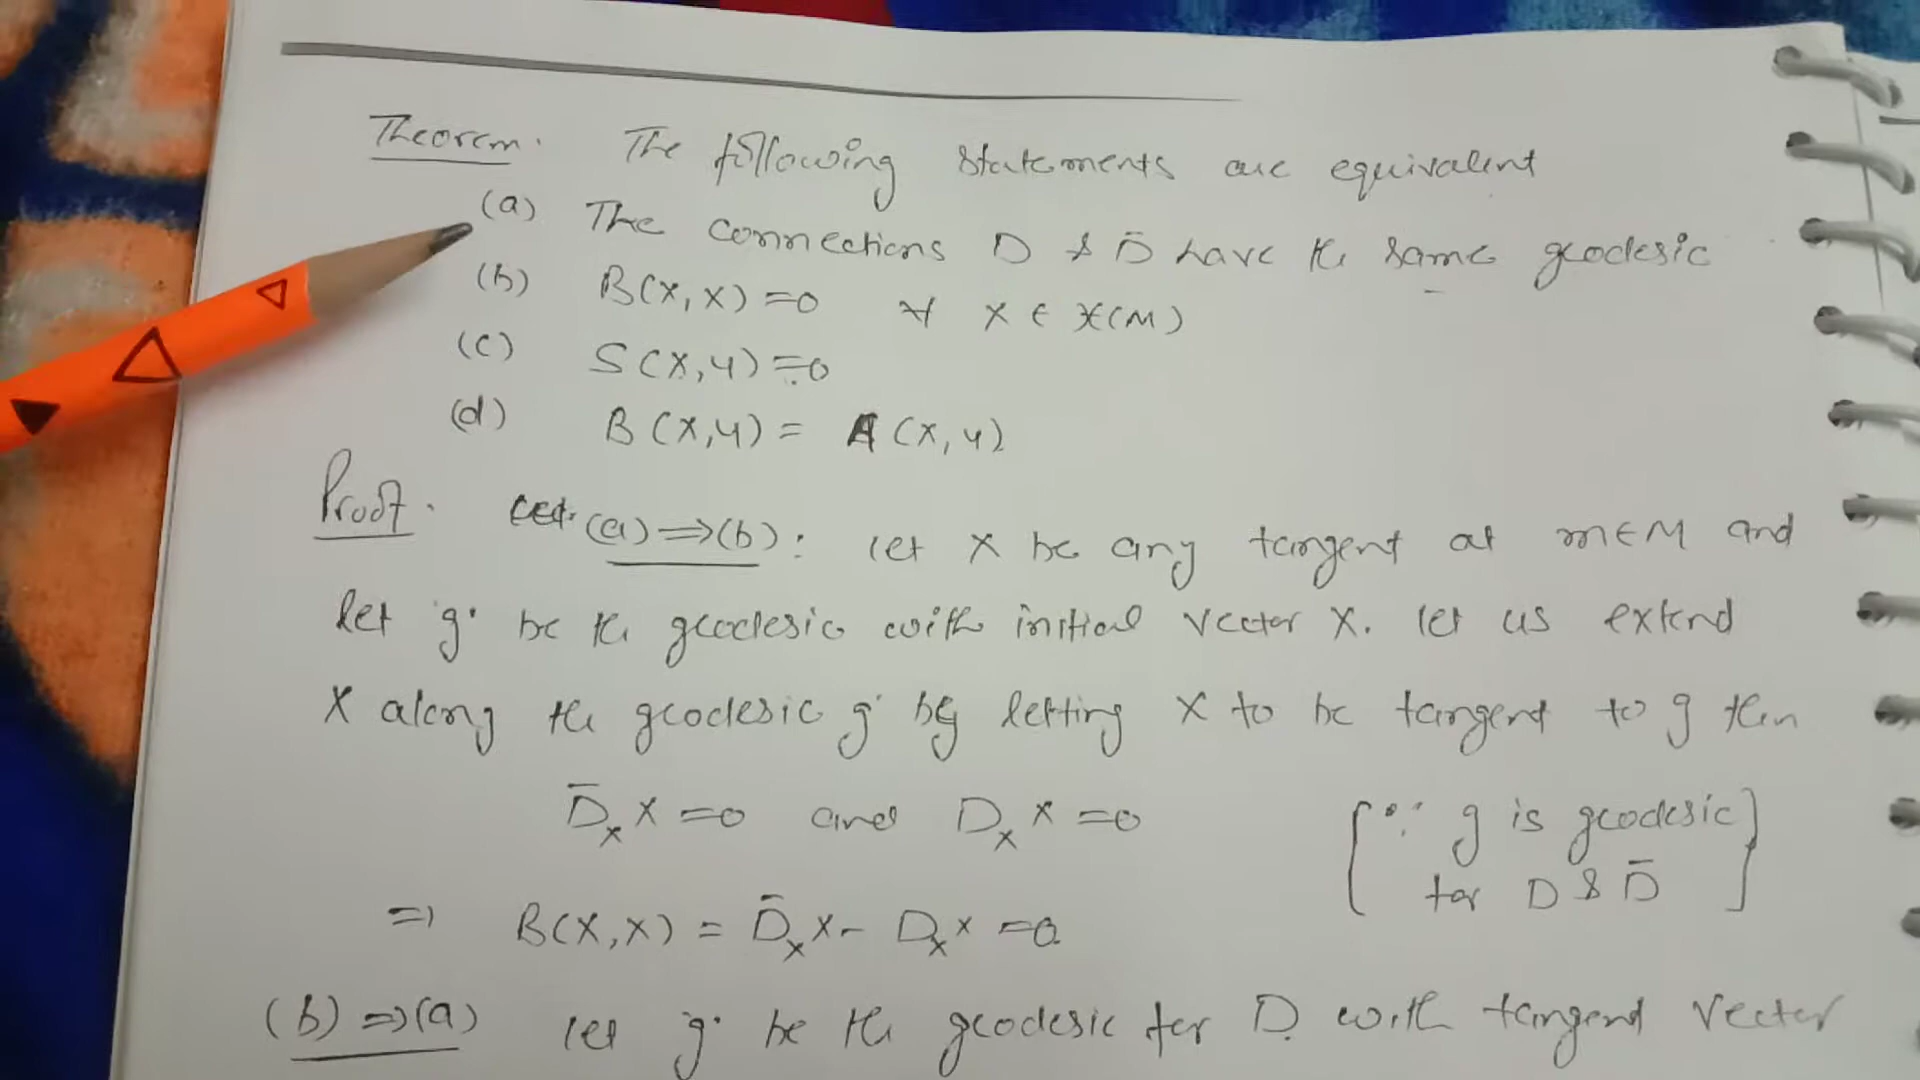 Theorem. The following statements are equivalent
(a) The connections D & D̄ have the same geodesic
(b) B(X,X) =0 ∀ X ∈ 𝔛(M)
(c) S(X,Y) =0
(d) B(X,Y) = A(X,Y)
Proof. Let (a) ⇒ (b): let X be any tangent at m∈M and
let g be the geodesic with initial vector X. let us extend
X along the geodesic g by letting X to be tangent to g then
D̄ₓX =0 and DₓX =0 [∵ g is geodesic
for D & D̄]
⇒ B(X,X) = D̄ₓX - DₓX =0.
(b) ⇒ (a) let g be the geodesic for D with tangent vector